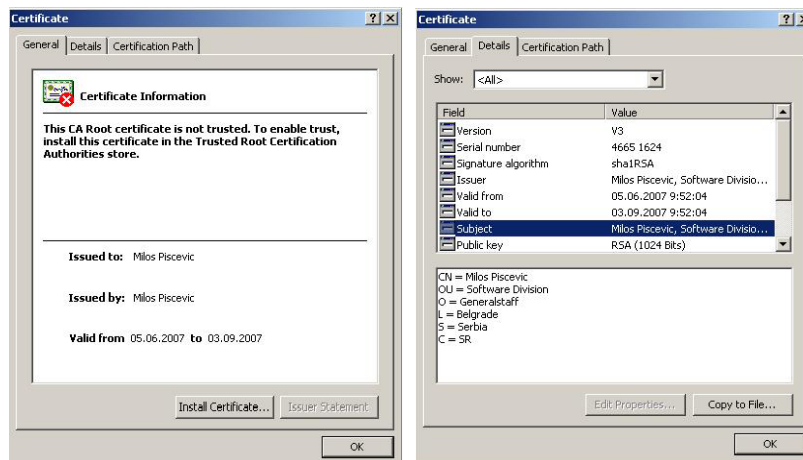 Certificate
General Details Certification Path
Certificate Information
This CA Root certificate is not trusted. To enable trust,
install this certificate in the Trusted Root Certification
Authorities store.
Issued to: Milos Piscevic
Issued by: Milos Piscevic
Valid from 05.06.2007 to 03.09.2007
Install Certificate... Issuer Statement
OK
Certificate
General Details Certification Path
Show: <All>
Field Value
Version V3
Serial number 4665 1624
Signature algorithm sha1RSA
Issuer Milos Piscevic, Software Divisio...
Valid from 05.06.2007 9:52:04
Valid to 03.09.2007 9:52:04
Subject Milos Piscevic, Software Divisio...
Public key RSA (1024 Bits)
CN = Milos Piscevic
OU = Software Division
O = Generalstaff
L = Belgrade
S = Serbia
C = SR
Edit Properties... Copy to File...
OK